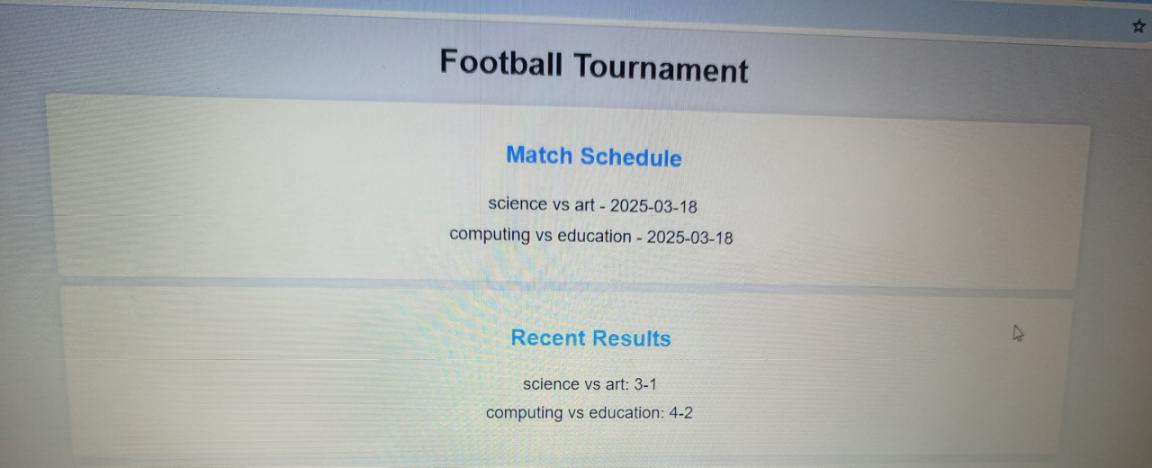 Football Tournament
Match Schedule
science vs art - 2025-03-18
computing vs education - 2025-03-18
Recent Results
science vs art: 3-1
computing vs education: 4-2